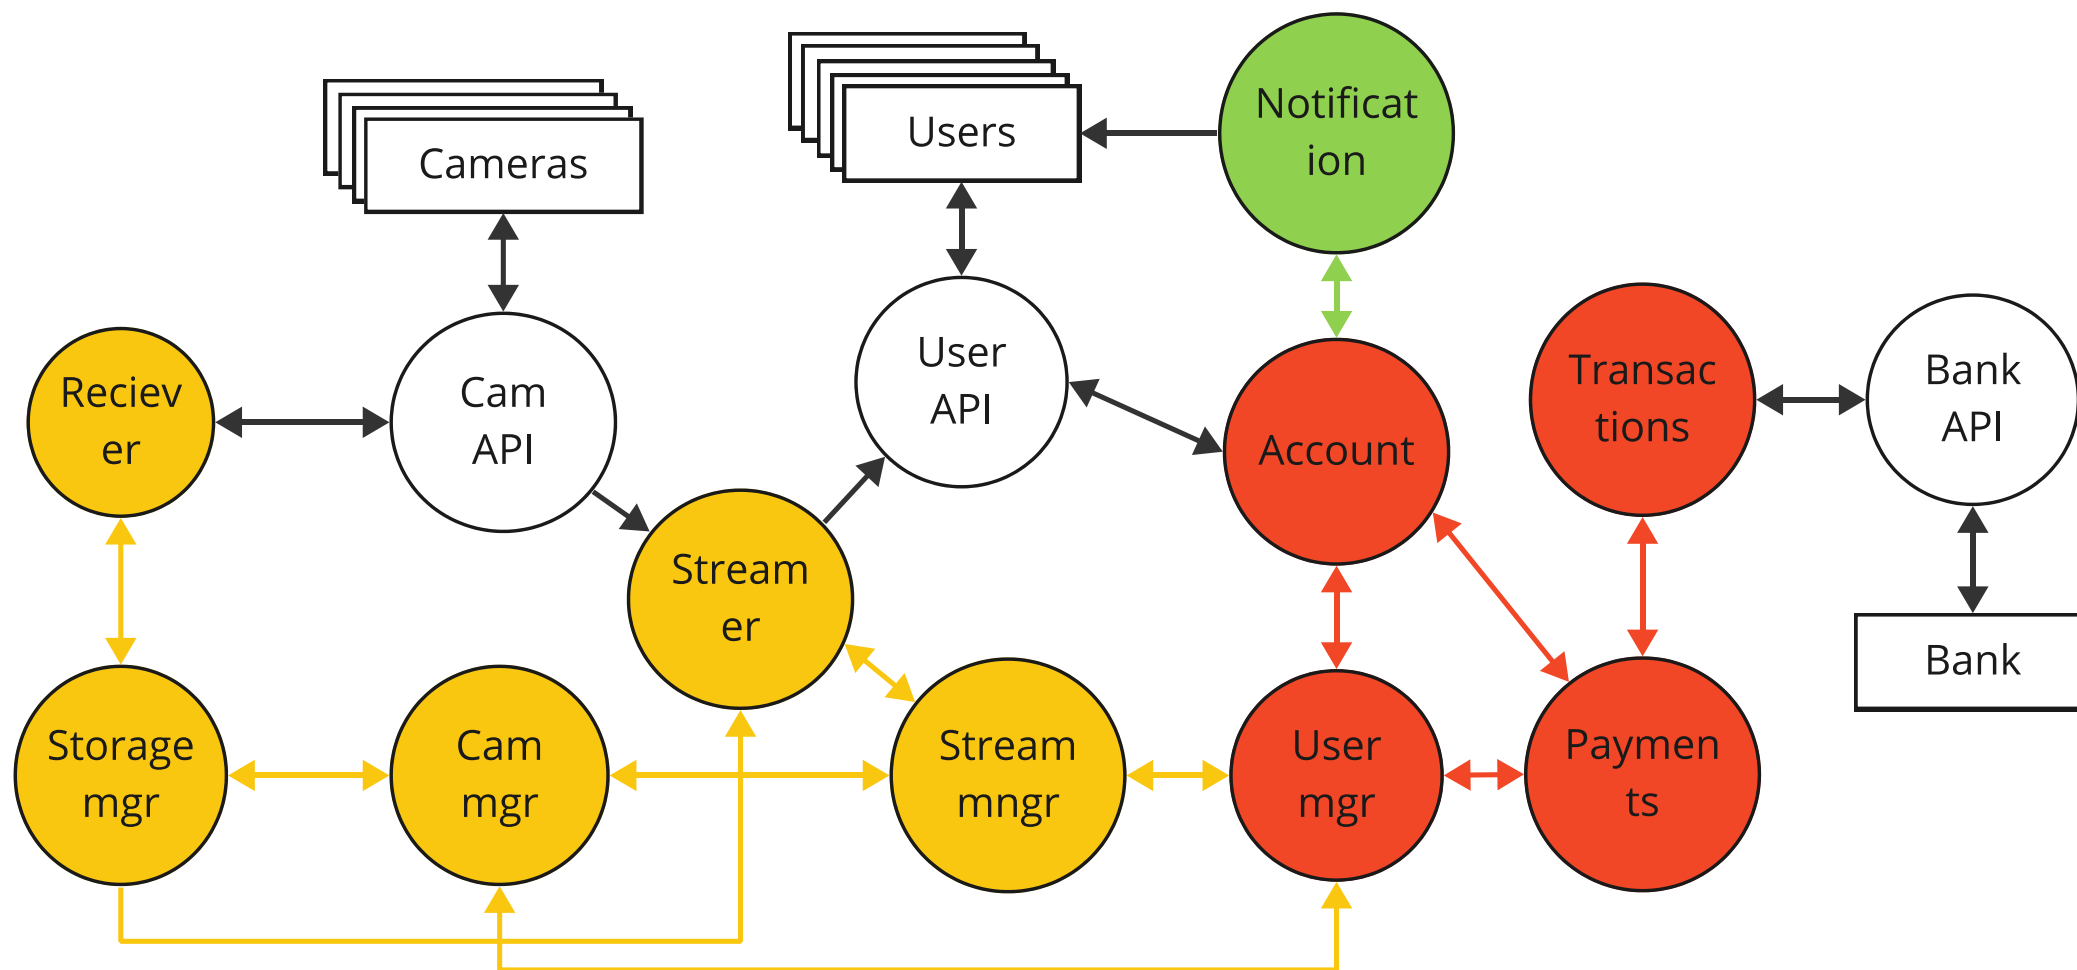 Notificat
ion
Users
Cameras
User
API
Transac
tions
Bank
API
Reciev
er
Cam
API
Account
Stream
er
Bank
Storage
mgr
Cam
mgr
Stream
mngr
User
mgr
Paymen
ts